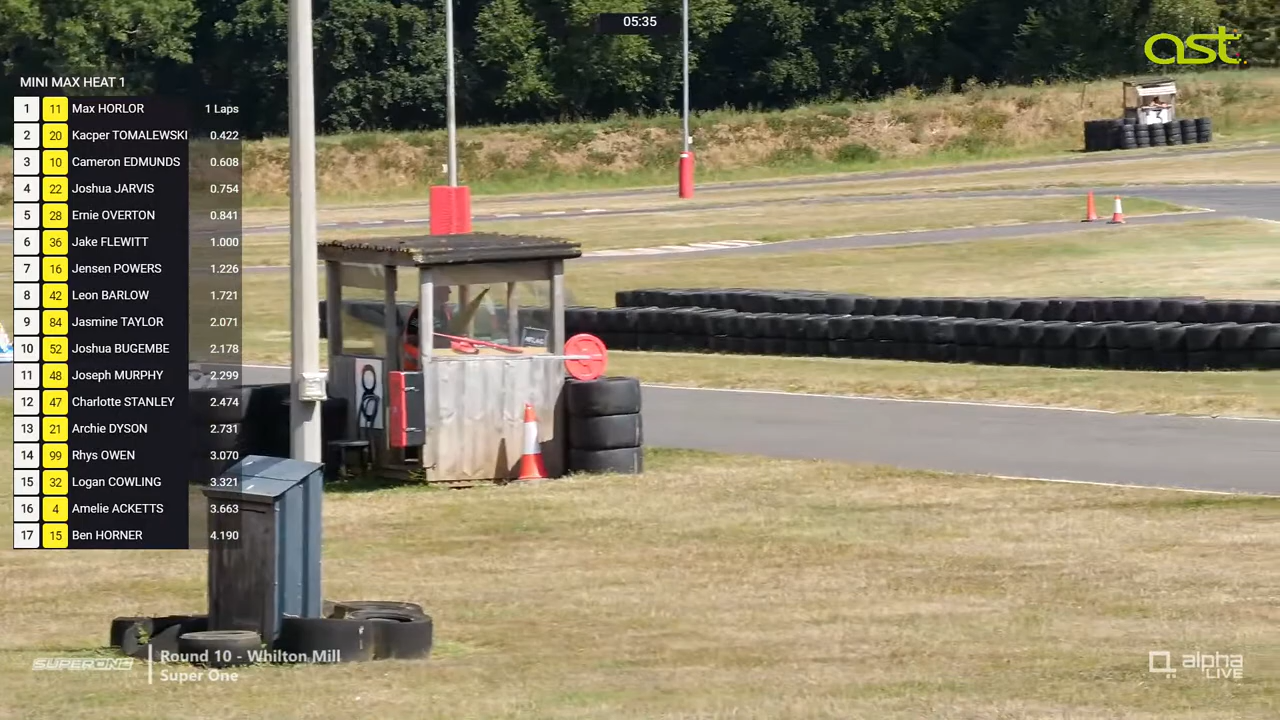 05:35
ast.
MINI MAX HEAT 1
1 11 Max HORLOR 1 Laps
2 20 Kacper TOMALEWSKI 0.422
3 10 Cameron EDMUNDS 0.608
4 22 Joshua JARVIS 0.754
5 28 Ernie OVERTON 0.841
6 36 Jake FLEWITT 1.000
7 16 Jensen POWERS 1.226
8 42 Leon BARLOW 1.721
9 84 Jasmine TAYLOR 2.071
10 52 Joshua BUGEMBE 2.178
11 48 Joseph MURPHY 2.299
12 47 Charlotte STANLEY 2.474
13 21 Archie DYSON 2.731
14 99 Rhys OWEN 3.070
15 32 Logan COWLING 3.321
16 4 Amelie ACKETTS 3.663
17 15 Ben HORNER 4.190
8
SUPERONE
Round 10 - Whilton Mill
Super One
alpha
LIVE